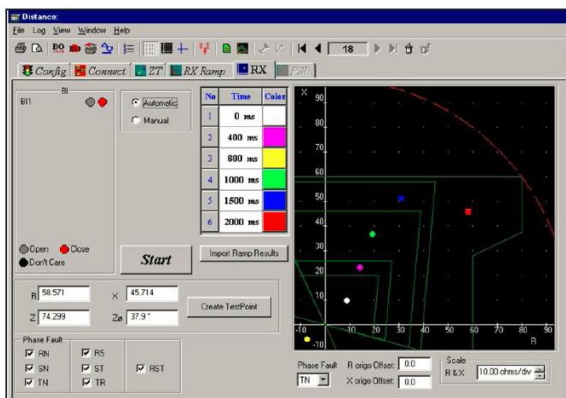 Distance:
File Log View Window Help
18
Config Connect ZT RX Ramp RX
BI
BI1
Automatic
Manual
No Time Color
1 0 ms
2 400 ms
3 800 ms
4 1000 ms
5 1500 ms
6 2000 ms
Open Close
Don't Care
Start
Import Ramp Results
R 58.571 X 45.714
Z 74.299 Zø 37.9 °
Create TestPoint
Phase Fault
RN RS
SN ST RST
TN TR
X
90
80
70
60
50
40
30
20
10
-10
-10 10 20 30 40 50 60 70 80 90
R
Phase Fault R origo Offset: 0.0
TN X origo Offset: 0.0
Scale
R & X 10.00 ohms/div